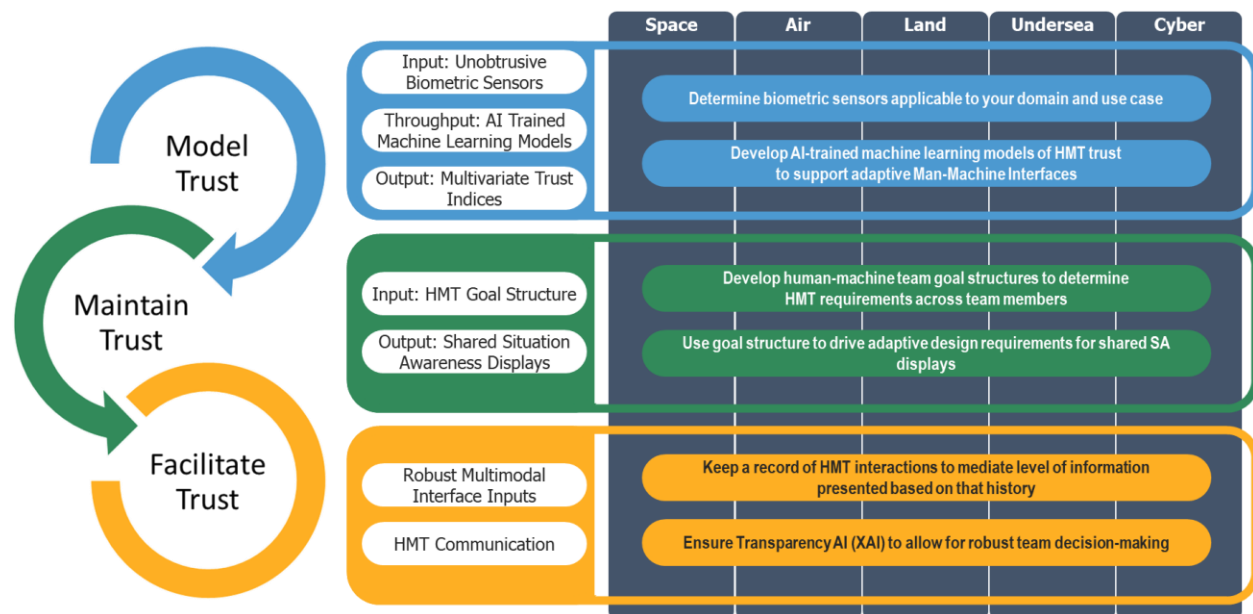 Space Air Land Undersea Cyber
Model
Trust
Input: Unobtrusive
Biometric Sensors
Throughput: AI Trained
Machine Learning Models
Output: Multivariate Trust
Indices
Determine biometric sensors applicable to your domain and use case
Develop AI-trained machine learning models of HMT trust
to support adaptive Man-Machine Interfaces
Maintain
Trust
Input: HMT Goal Structure
Output: Shared Situation
Awareness Displays
Develop human-machine team goal structures to determine
HMT requirements across team members
Use goal structure to drive adaptive design requirements for shared SA
displays
Facilitate
Trust
Robust Multimodal
Interface Inputs
HMT Communication
Keep a record of HMT interactions to mediate level of information
presented based on that history
Ensure Transparency AI (XAI) to allow for robust team decision-making